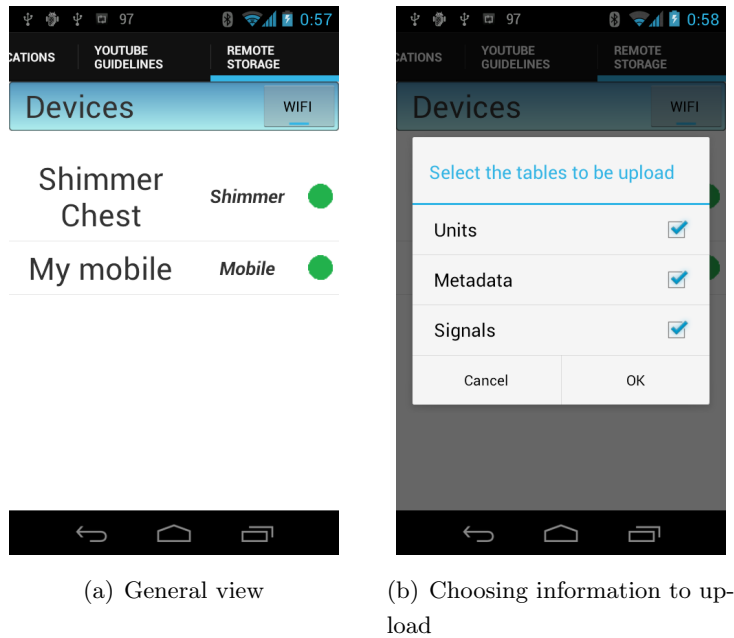 97 0:57
CATIONS YOUTUBE GUIDELINES REMOTE STORAGE
Devices WIFI
Shimmer Chest Shimmer
My mobile Mobile
(a) General view
97 0:58
CATIONS YOUTUBE GUIDELINES REMOTE STORAGE
Devices WIFI
Select the tables to be upload
Units
Metadata
Signals
Cancel OK
(b) Choosing information to up-
load